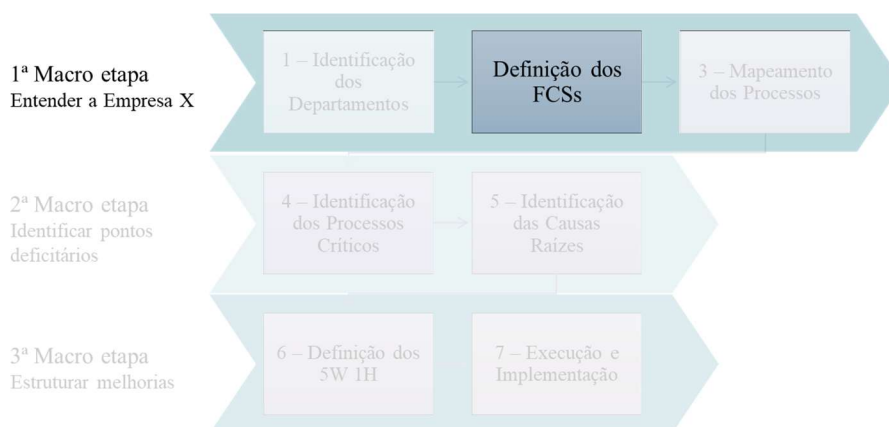 1ª Macro etapa
Entender a Empresa X
1 – Identificação
dos
Departamentos
Definição dos
FCSs
3 – Mapeamento
dos Processos
2ª Macro etapa
Identificar pontos
deficitários
4 – Identificação
dos Processos
Críticos
5 – Identificação
das Causas
Raízes
3ª Macro etapa
Estruturar melhorias
6 – Definição dos
5W 1H
7 – Execução e
Implementação